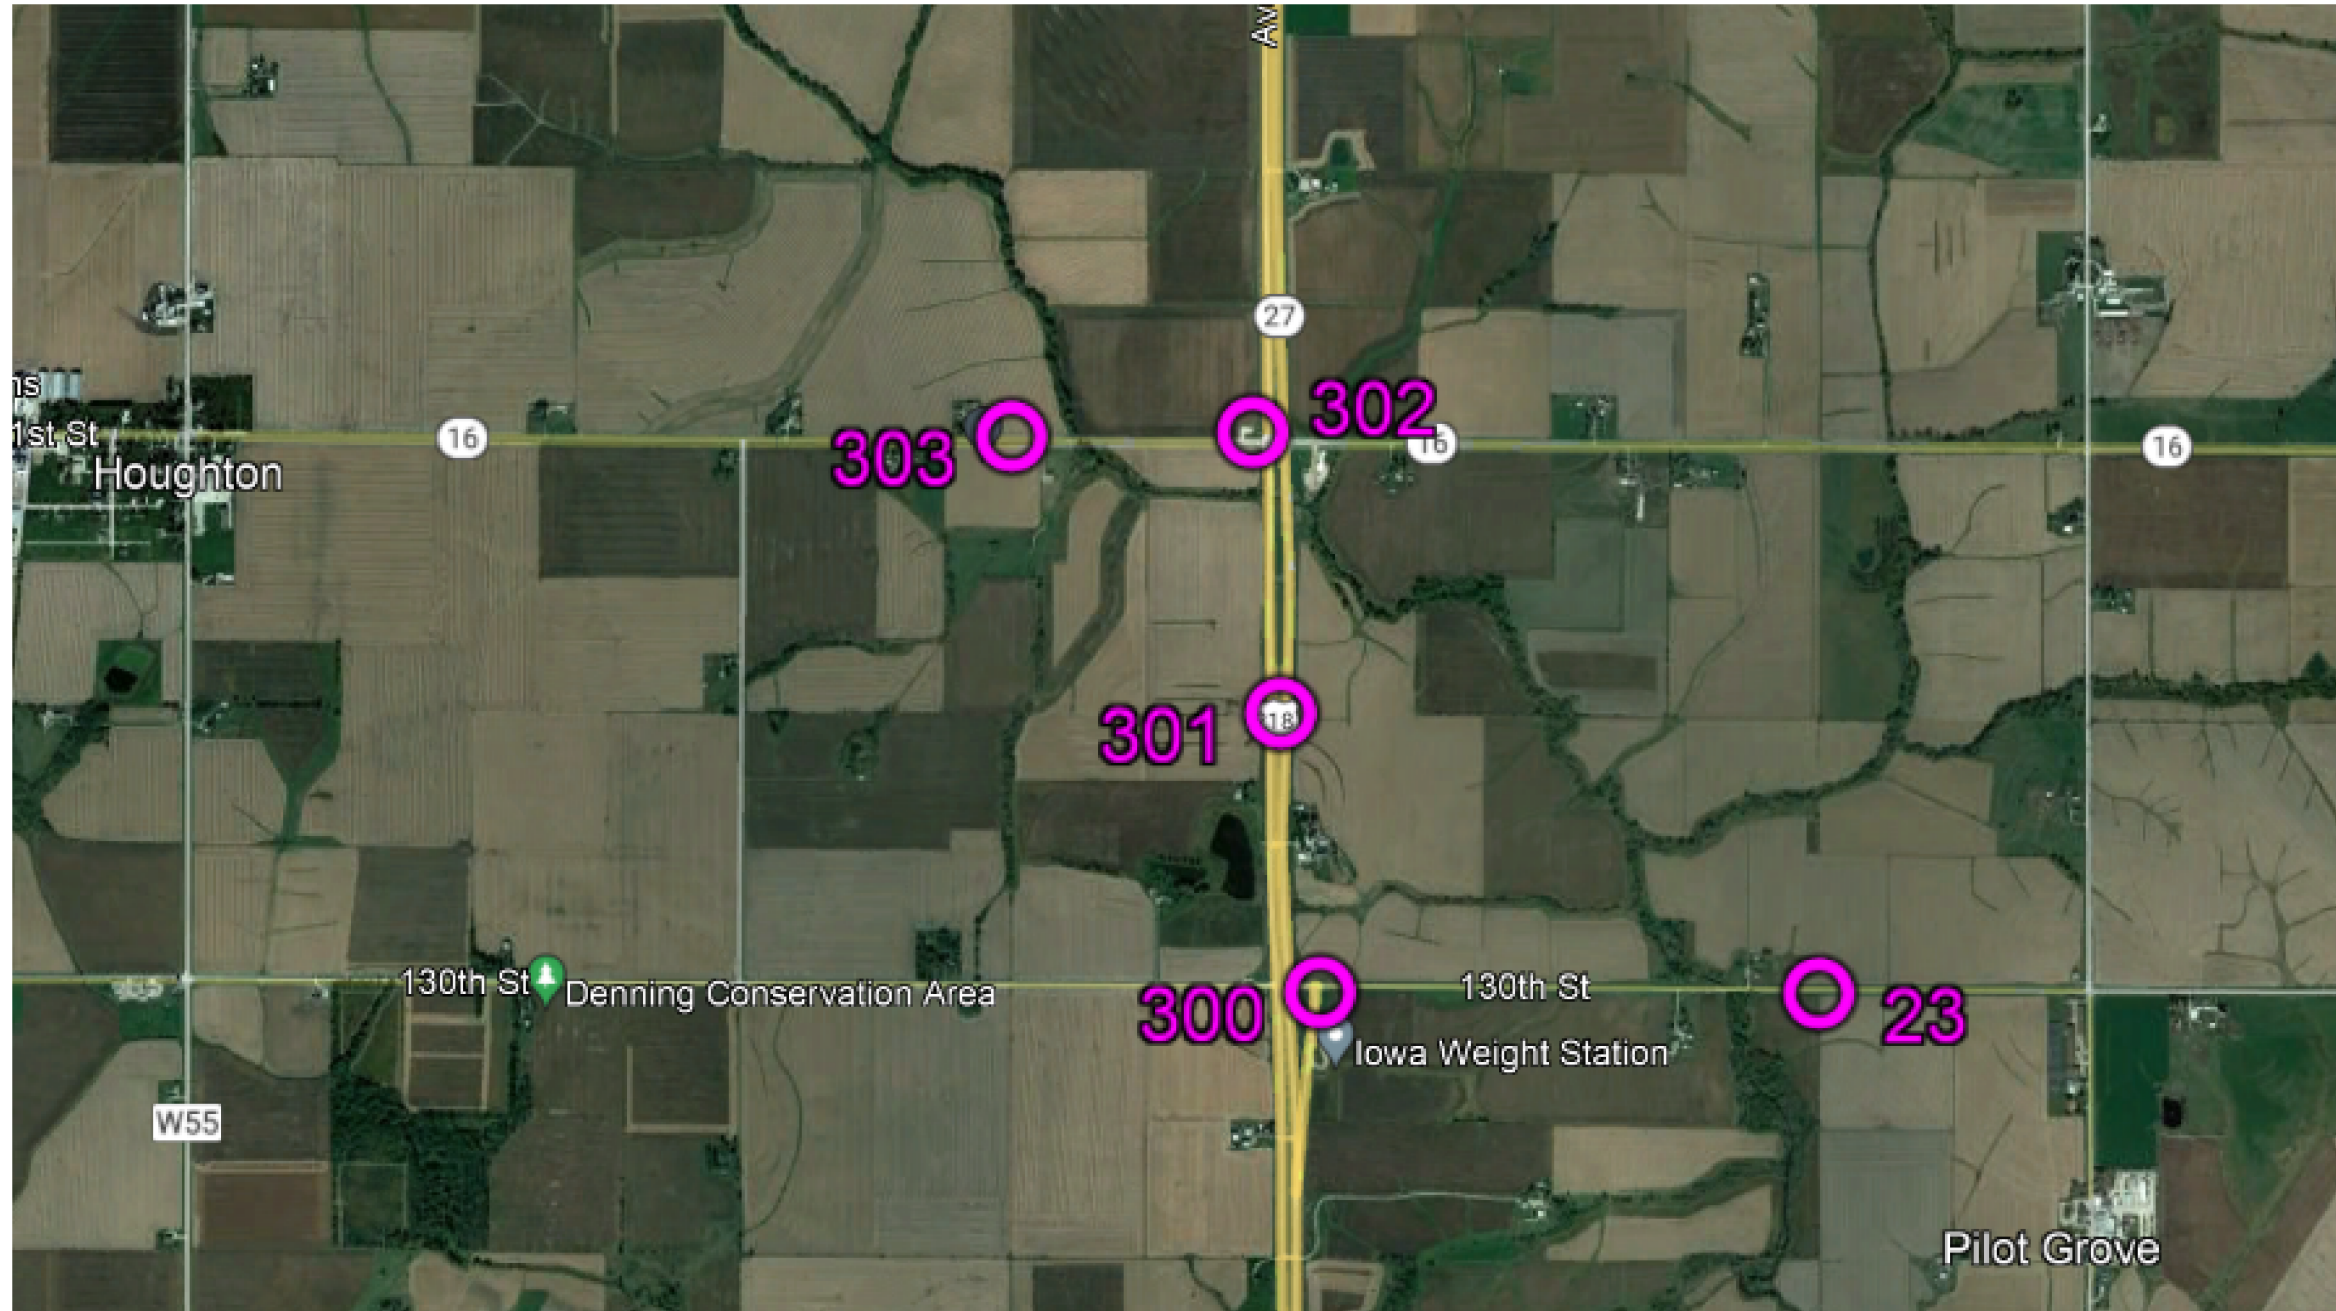 Av
27
302
16
16
16
303
1st St
Houghton
301
18
130th St
Denning Conservation Area
300
130th St
23
Iowa Weight Station
W55
Pilot Grove